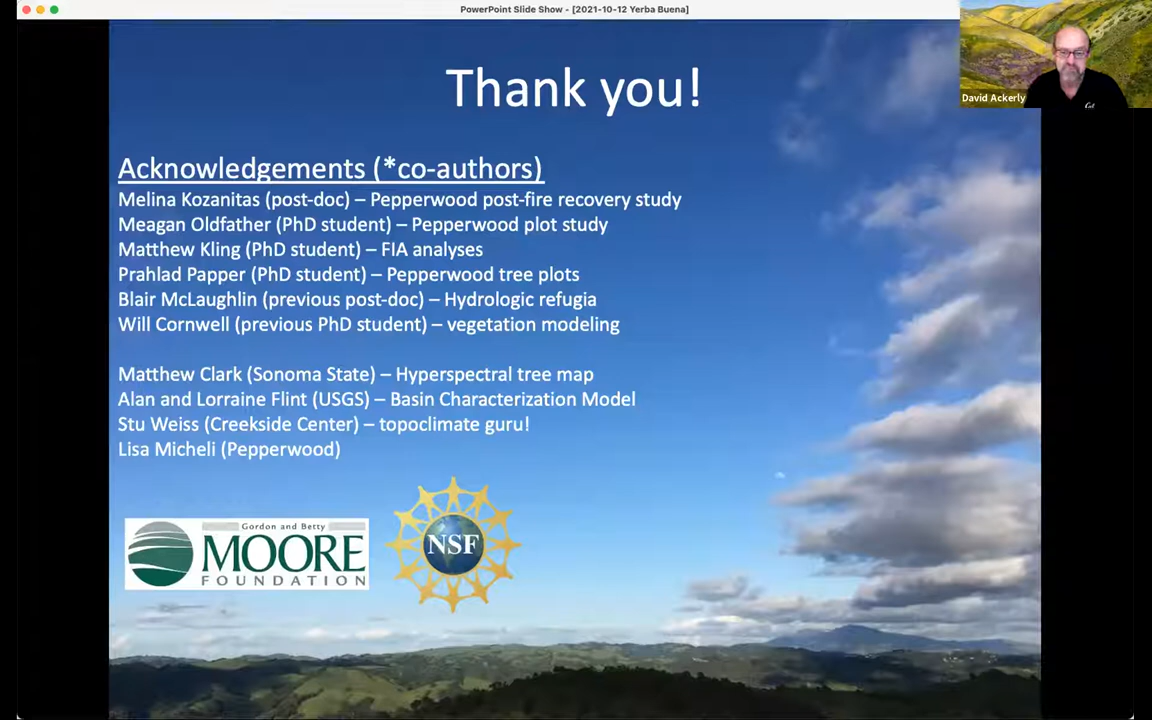 PowerPoint Slide Show - [2021-10-12 Yerba Buena]
Thank you!
David Ackerly
Cal
Acknowledgements (*co-authors)
Melina Kozanitas (post-doc) – Pepperwood post-fire recovery study
Meagan Oldfather (PhD student) – Pepperwood plot study
Matthew Kling (PhD student) – FIA analyses
Prahlad Papper (PhD student) – Pepperwood tree plots
Blair McLaughlin (previous post-doc) – Hydrologic refugia
Will Cornwell (previous PhD student) – vegetation modeling
Matthew Clark (Sonoma State) – Hyperspectral tree map
Alan and Lorraine Flint (USGS) – Basin Characterization Model
Stu Weiss (Creekside Center) – topoclimate guru!
Lisa Micheli (Pepperwood)
Gordon and Betty
MOORE
FOUNDATION
NSF